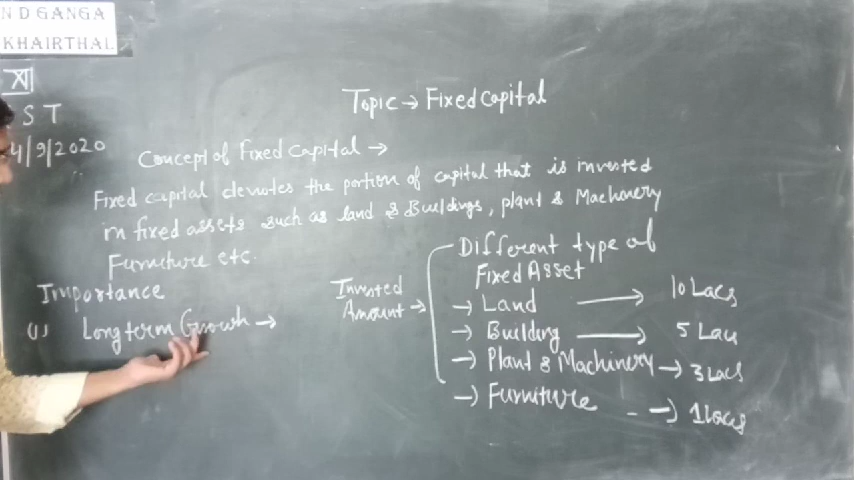 N D GANGA
KHAIRTHAL
XI
S T
4/9/2020
Topic → Fixed Capital
Concept of Fixed Capital →
Fixed capital denotes the portion of capital that is invested
in fixed assets such as land & Buildings, plant & Machinery
Furniture etc.
Importance
(1) Long term Growth →
Invested
Amount →
Different type of
Fixed Asset
→ Land → 10 Lacs
→ Building → 5 Lacs
→ Plant & Machinery → 3 Lacs
→ Furniture - → 1 Lacs